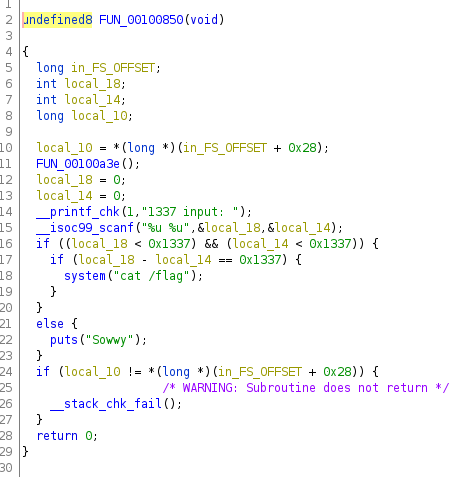 1
2 undefined8 FUN_00100850(void)
3
4 {
5 long in_FS_OFFSET;
6 int local_18;
7 int local_14;
8 long local_10;
9
10 local_10 = *(long *)(in_FS_OFFSET + 0x28);
11 FUN_00100a3e();
12 local_18 = 0;
13 local_14 = 0;
14 __printf_chk(1,"1337 input: ");
15 __isoc99_scanf("%u %u",&local_18,&local_14);
16 if ((local_18 < 0x1337) && (local_14 < 0x1337)) {
17 if (local_18 - local_14 == 0x1337) {
18 system("cat /flag");
19 }
20 }
21 else {
22 puts("Sowwy");
23 }
24 if (local_10 != *(long *)(in_FS_OFFSET + 0x28)) {
25 /* WARNING: Subroutine does not return */
26 __stack_chk_fail();
27 }
28 return 0;
29 }
30